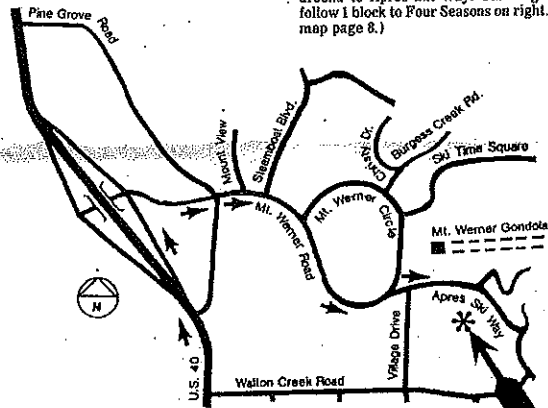 follow 1 block to Four Seasons on right.
map page 8.)
Pine Grove
Road
Mount View
Steamboat Blvd.
Christy Dr.
Burgess Creek Rd.
Ski Time Square
Mt. Werner
Circle
Mt. Werner Gondola
Mt. Werner
Road
Apres Ski Way
Village Drive
U.S. 40
Walton Creek Road
N